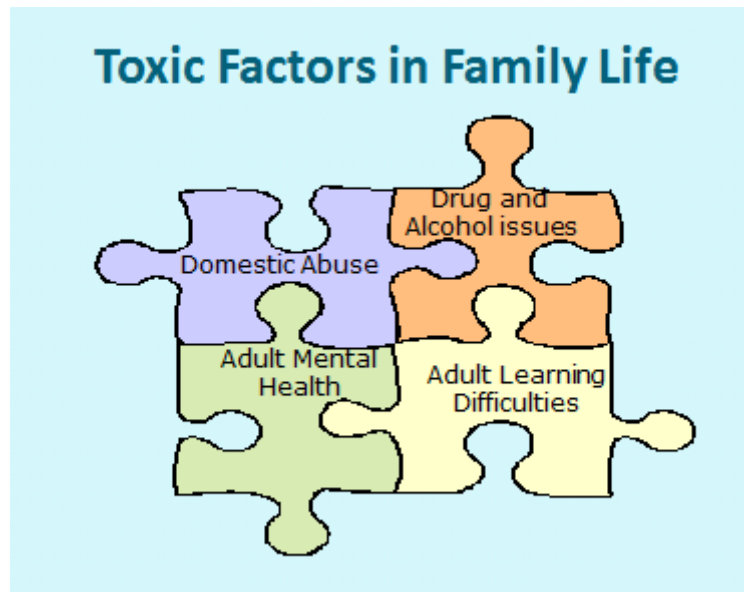 Toxic Factors in Family Life
Drug and
Alcohol issues
Domestic Abuse
Adult Mental
Health
Adult Learning
Difficulties